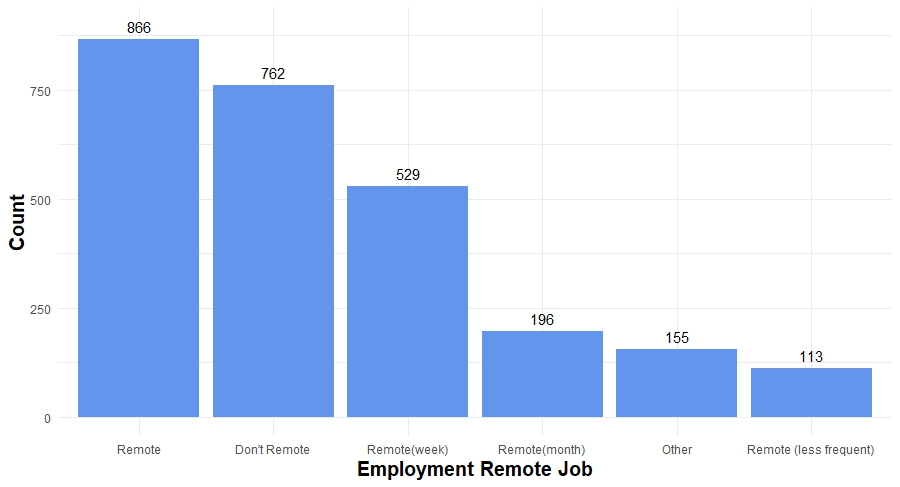 866
762
529
196
155
113
750
500
250
0
Count
Remote
Don't Remote
Remote(week)
Remote(month)
Other
Remote (less frequent)
Employment Remote Job